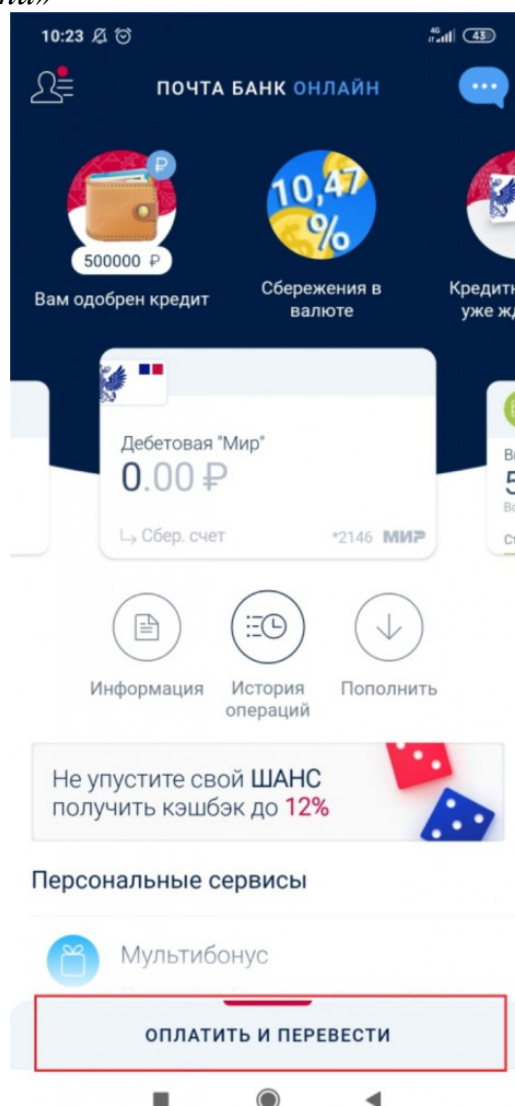 10:23
4G
43
ПОЧТА БАНК ОНЛАЙН
10,47
%
500000 ₽
Вам одобрен кредит
Сбережения в
валюте
Дебетовая "Мир"
0.00 ₽
Сбер. счет
*2146 МИР
Информация
История
операций
Пополнить
Не упустите свой ШАНС
получить кэшбэк до 12%
Персональные сервисы
Мультибонус
ОПЛАТИТЬ И ПЕРЕВЕСТИ